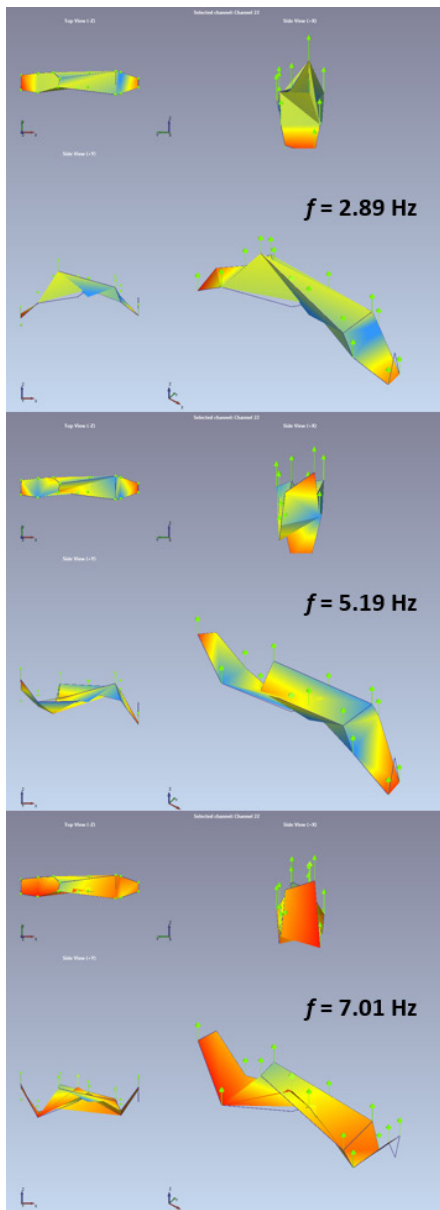 Selected channel: Channel 22
Top View (-Z)
Side View (+X)
Side View (+Y)
f = 2.89 Hz
Selected channel: Channel 22
Top View (-Z)
Side View (+X)
Side View (+Y)
f = 5.19 Hz
Selected channel: Channel 22
Top View (-Z)
Side View (+X)
Side View (+Y)
f = 7.01 Hz